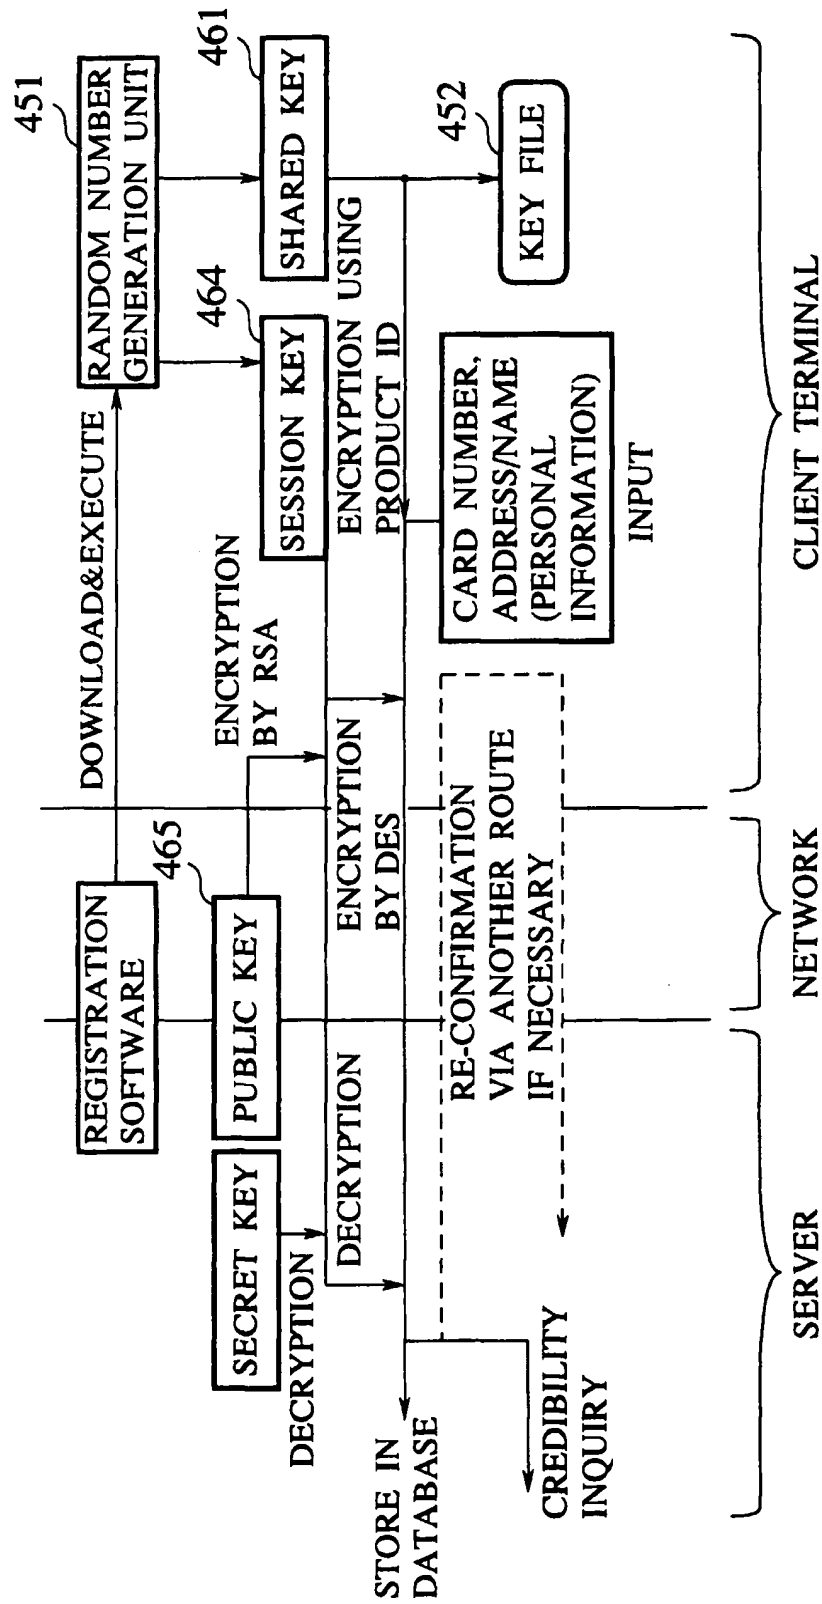 REGISTRATION
SOFTWARE
DOWNLOAD&EXECUTE
451
RANDOM NUMBER
GENERATION UNIT
SECRET KEY
465
PUBLIC KEY
ENCRYPTION
BY RSA
464
SESSION KEY
461
SHARED KEY
DECRYPTION
DECRYPTION
ENCRYPTION
BY DES
ENCRYPTION USING
PRODUCT ID
STORE IN
DATABASE
RE-CONFIRMATION
VIA ANOTHER ROUTE
IF NECESSARY
CARD NUMBER,
ADDRESS/NAME
(PERSONAL
INFORMATION)
INPUT
452
KEY FILE
CREDIBILITY
INQUIRY
SERVER
NETWORK
CLIENT TERMINAL